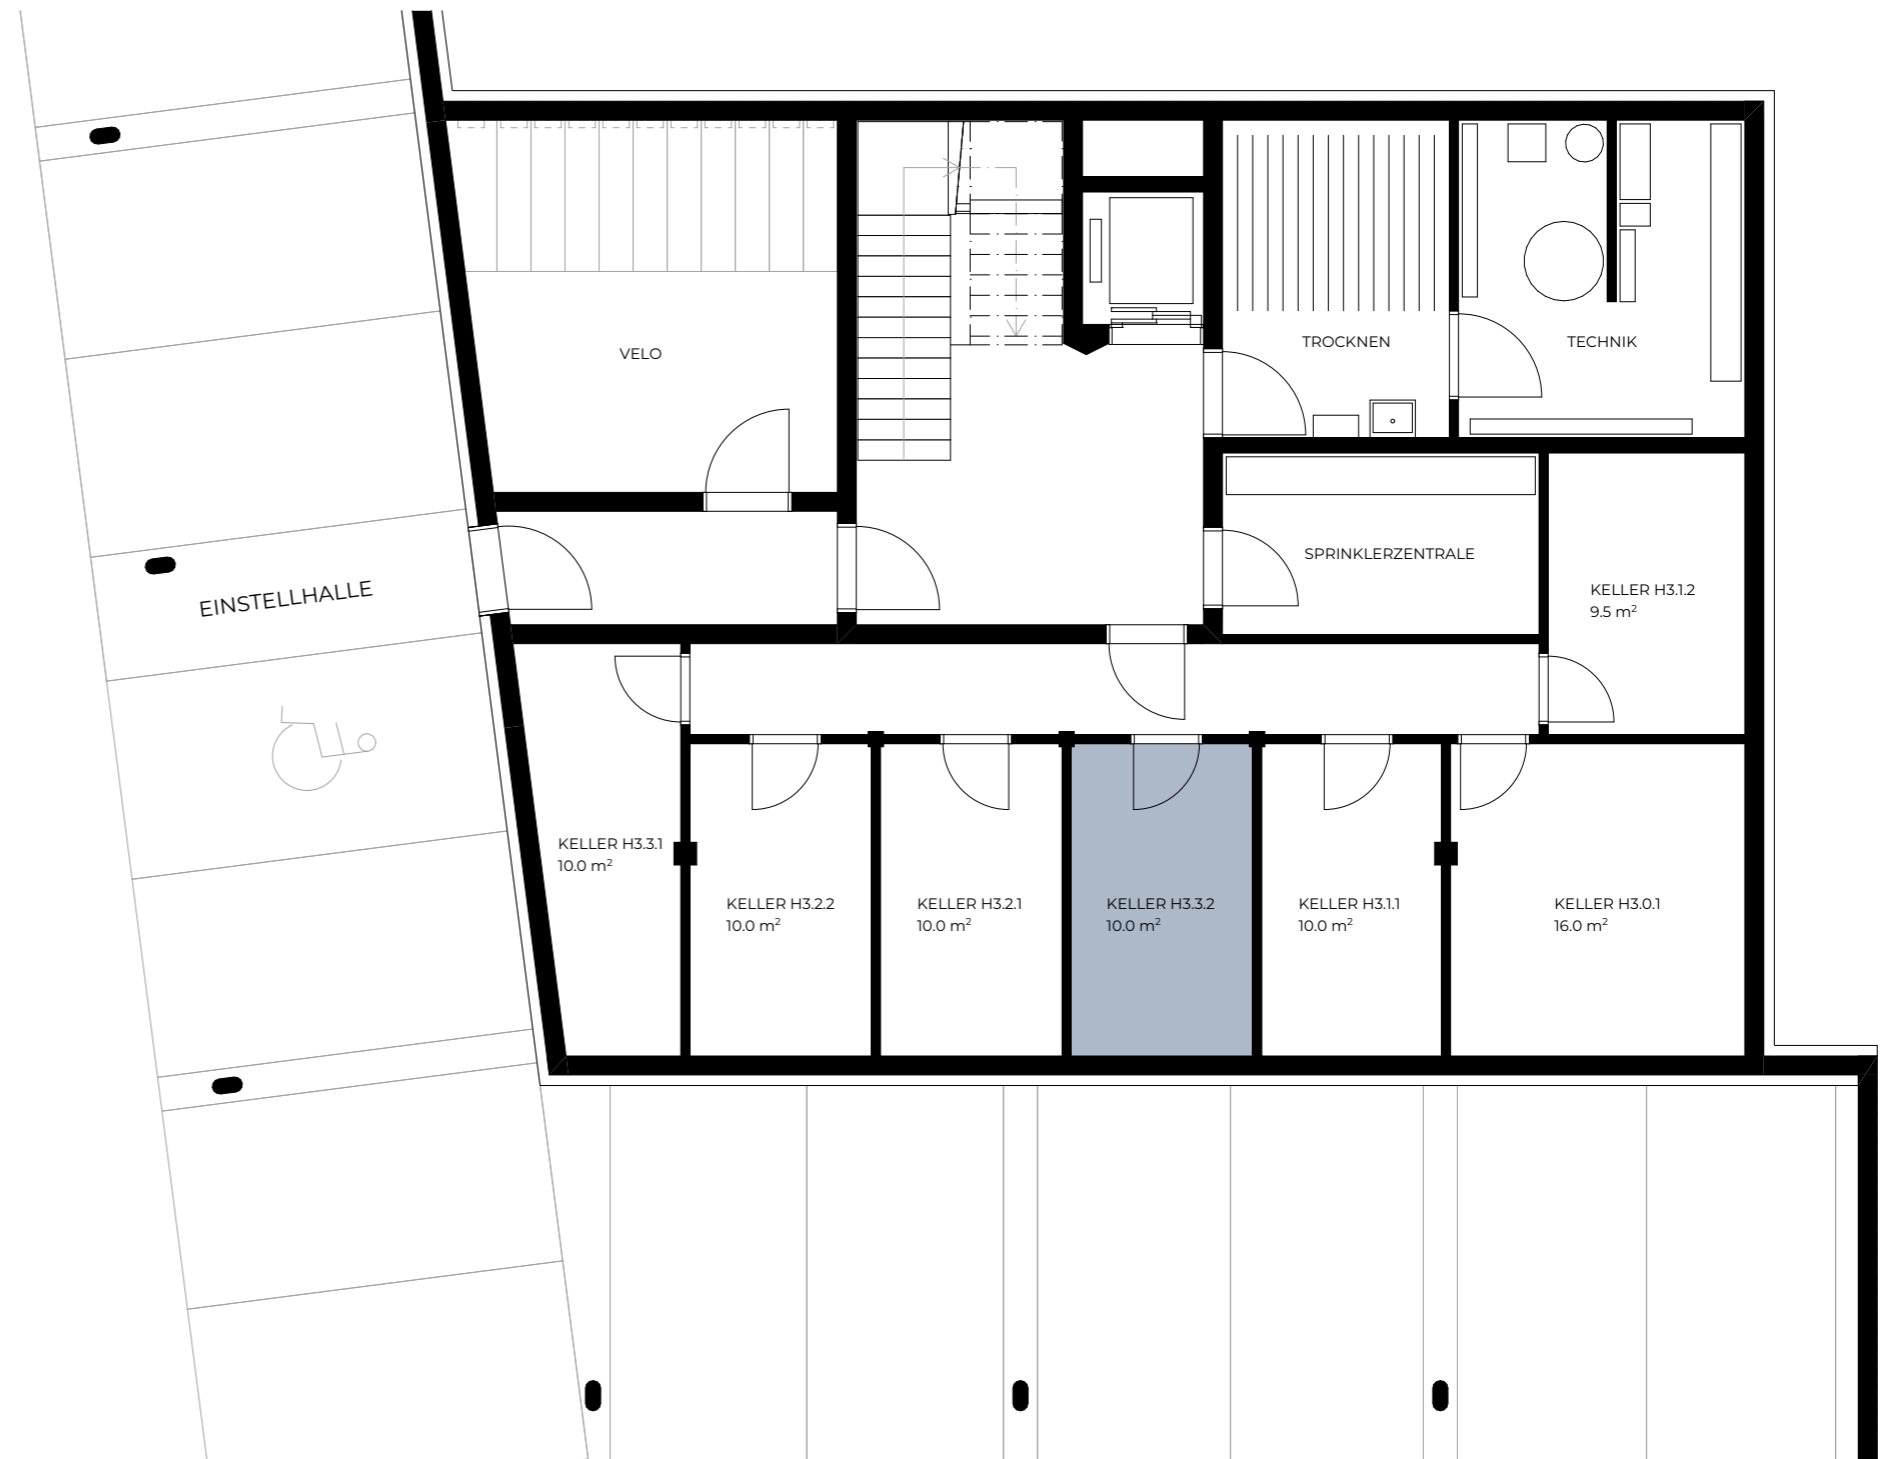 TROCKNEN
TECHNIK
VELO
SPRINKLERZENTRALE
EINSTELLHALLE
KELLER H3.1.2
9.5 m²
KELLER H3.3.1
10.0 m²
KELLER H3.2.2
10.0 m²
KELLER H3.2.1
10.0 m²
KELLER H3.3.2
10.0 m²
KELLER H3.1.1
10.0 m²
KELLER H3.0.1
16.0 m²